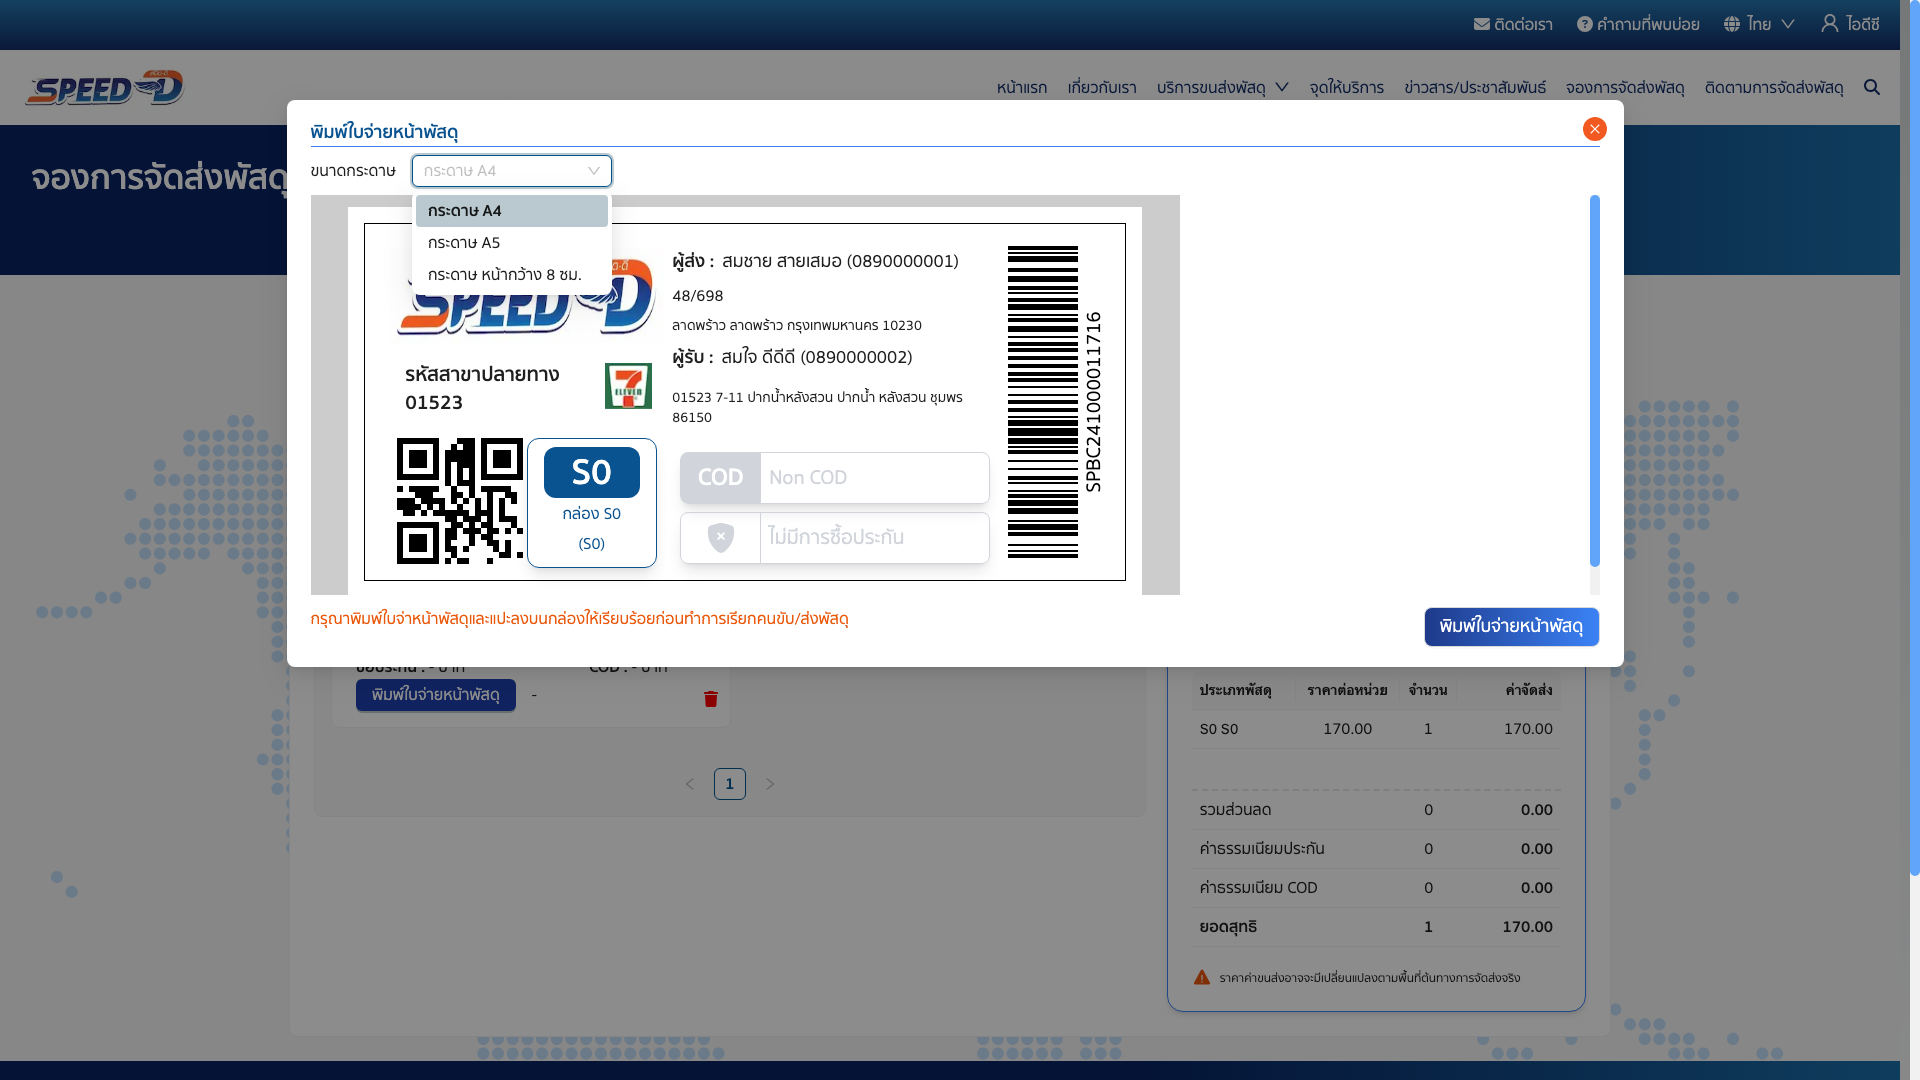 ติดต่อเรา คำถามที่พบบ่อย ไทย ไอดีซี
SPEED D
หน้าแรก เกี่ยวกับเรา บริการขนส่งพัสดุ จุดให้บริการ ข่าวสาร/ประชาสัมพันธ์ จองการจัดส่งพัสดุ ติดตามการจัดส่งพัสดุ
จองการจัดส่งพัสดุ
พิมพ์ใบจ่ายหน้าพัสดุ
ขนาดกระดาษ กระดาษ A4
กระดาษ A4
กระดาษ A5
กระดาษ หน้ากว้าง 8 ซม.
SPEED D
ผู้ส่ง : สมชาย สายเสมอ (0890000001)
48/698
ลาดพร้าว ลาดพร้าว กรุงเทพมหานคร 10230
ผู้รับ : สมใจ ดีดีดี (0890000002)
01523 7-11 ปากน้ำหลังสวน ปากน้ำ หลังสวน ชุมพร
86150
รหัสสาขาปลายทาง
01523
7 ELEVEN
S0
กล่อง S0
(S0)
COD Non COD
ไม่มีการซื้อประกัน
SPBC241000011716
กรุณาพิมพ์ใบจ่าหน้าพัสดุและแปะลงบนกล่องให้เรียบร้อยก่อนทำการเรียกคนขับ/ส่งพัสดุ
พิมพ์ใบจ่ายหน้าพัสดุ
ซื้อประกัน : - บาท COD : - บาท
พิมพ์ใบจ่ายหน้าพัสดุ -
1
ประเภทพัสดุ ราคาต่อหน่วย จำนวน ค่าจัดส่ง
S0 S0 170.00 1 170.00
รวมส่วนลด 0 0.00
ค่าธรรมเนียมประกัน 0 0.00
ค่าธรรมเนียม COD 0 0.00
ยอดสุทธิ 1 170.00
ราคาค่าขนส่งอาจจะมีเปลี่ยนแปลงตามพื้นที่ต้นทางการจัดส่งจริง